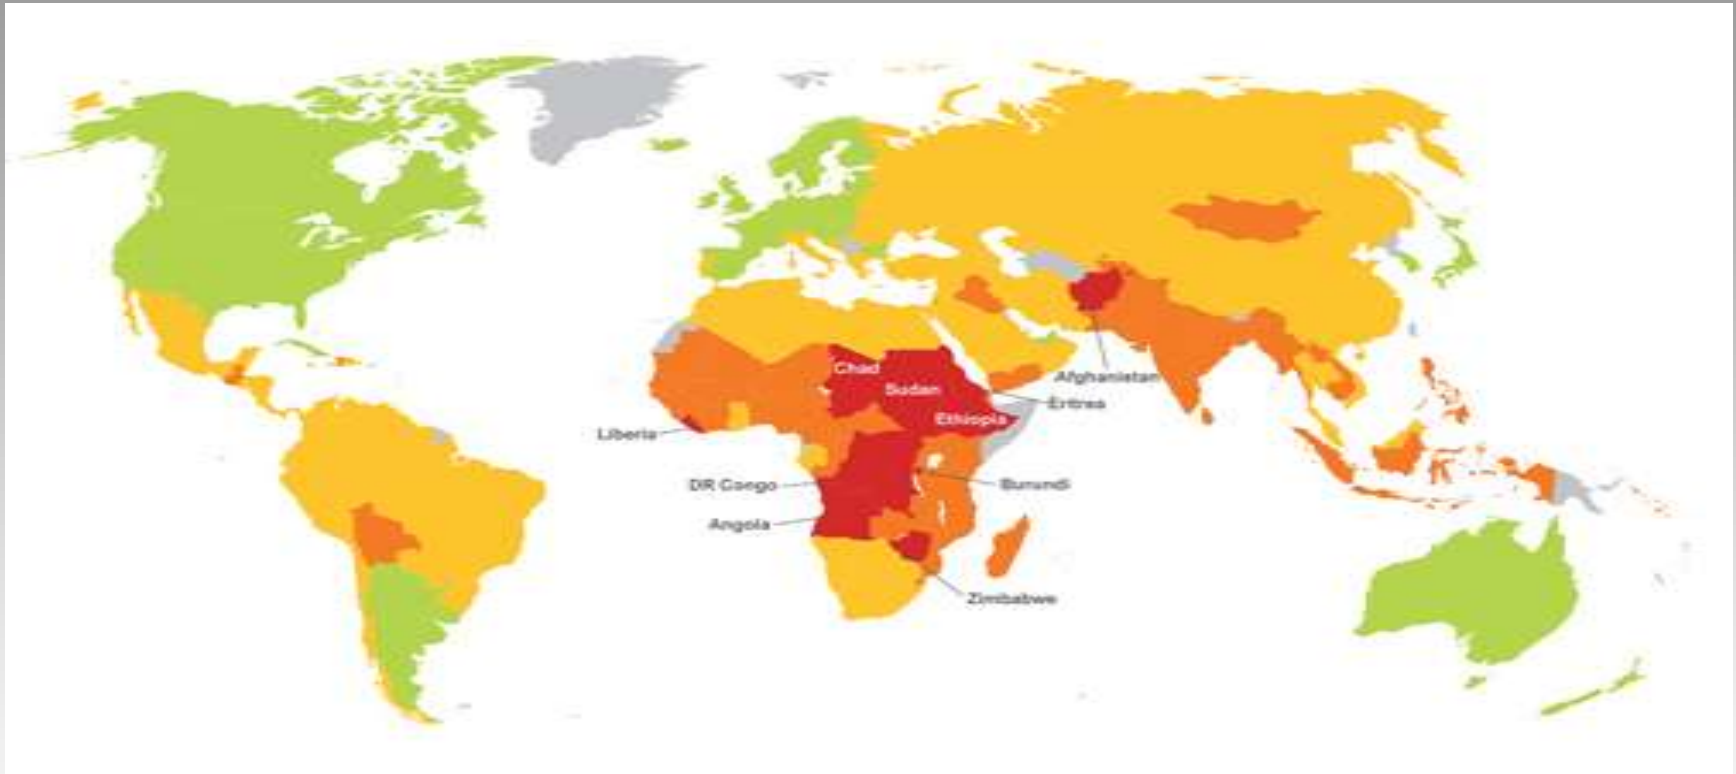 Chad
Sudan
Afghanistan
Eritrea
Ethiopia
Liberia
DR Congo
Burundi
Angola
Zimbabwe